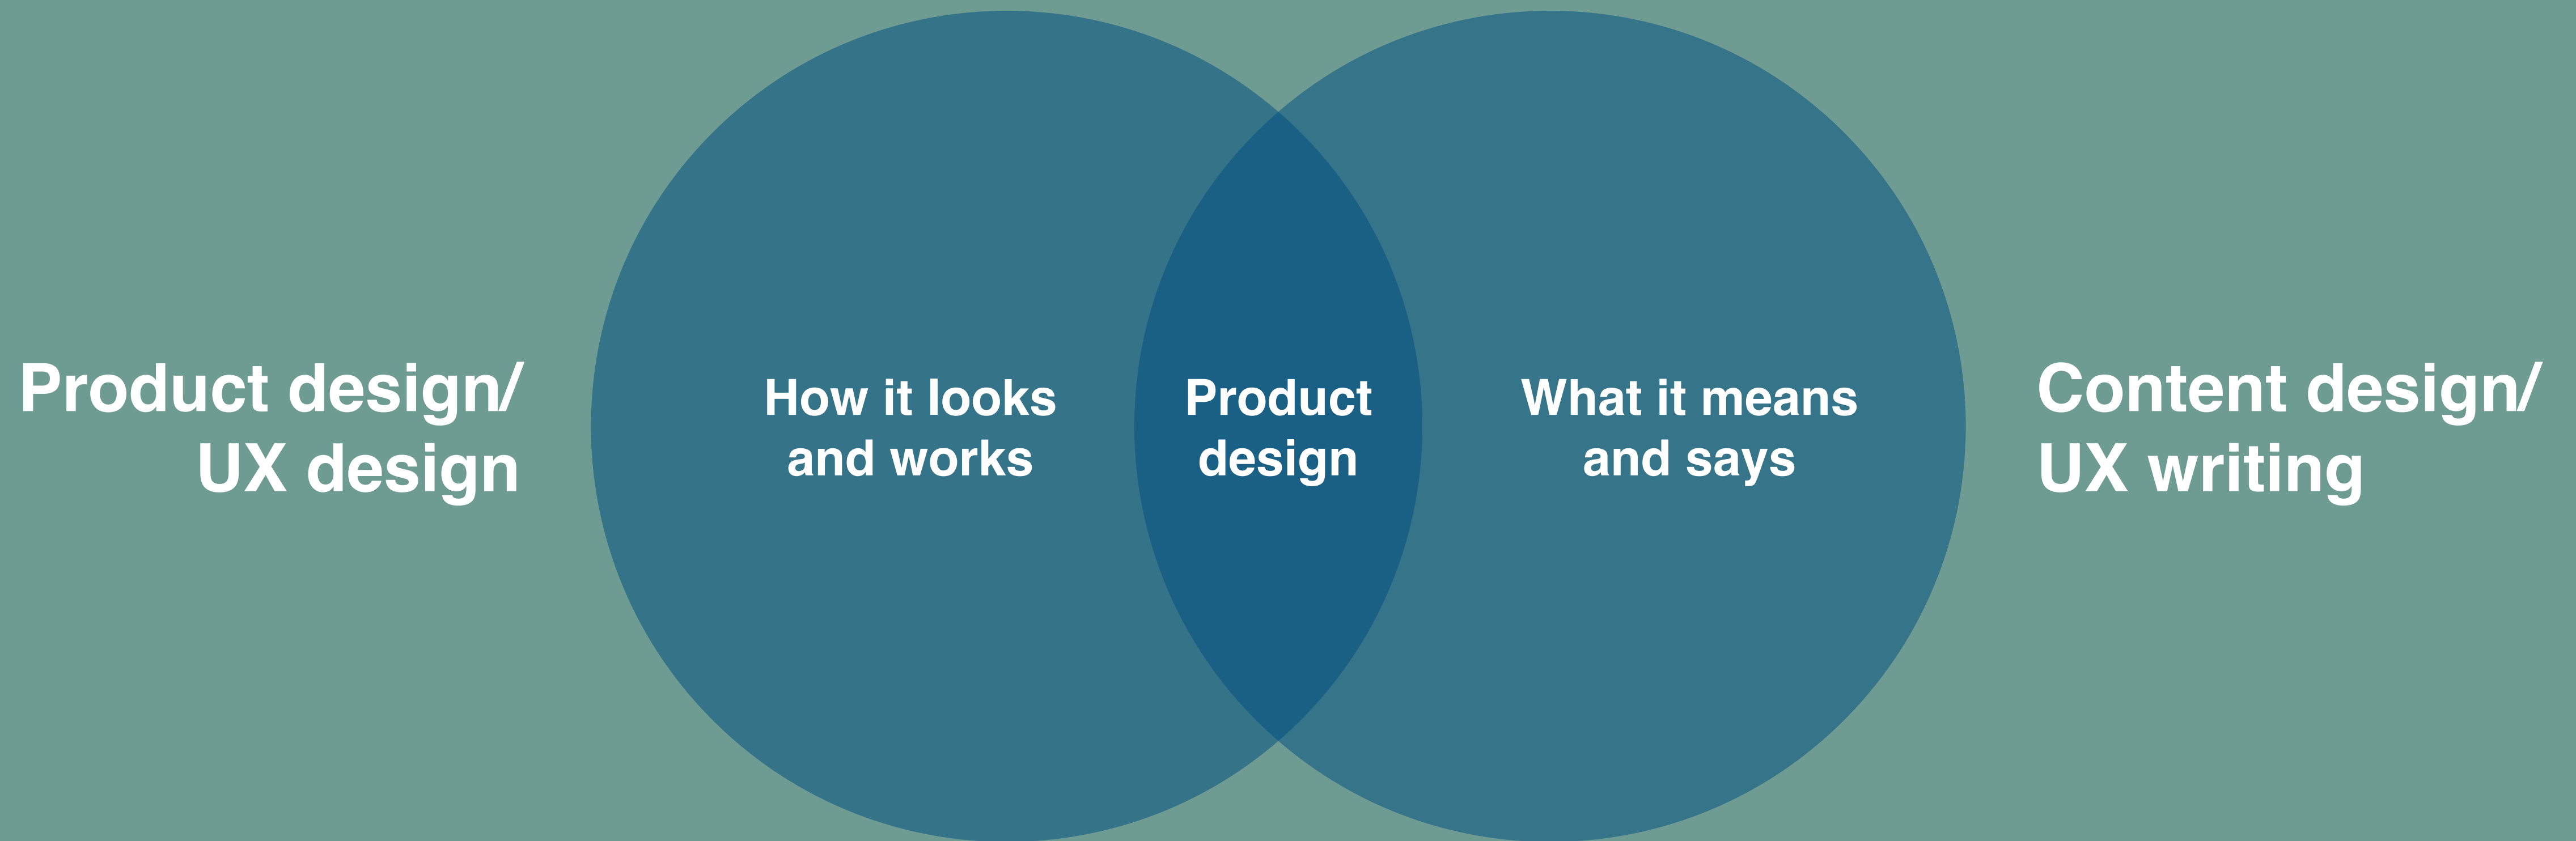 Product design/
UX design
How it looks
and works
Product
design
What it means
and says
Content design/
UX writing